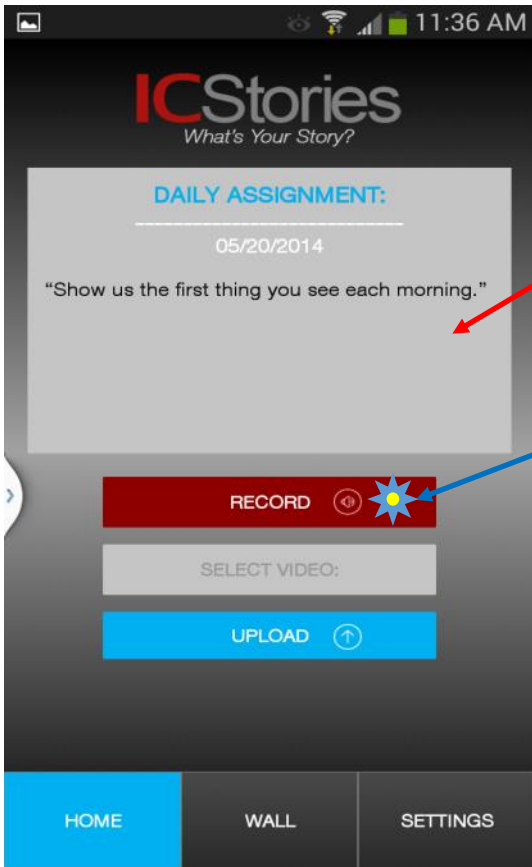 11:36 AM
ICStories
What's Your Story?
DAILY ASSIGNMENT:
05/20/2014
“Show us the first thing you see each morning.”
RECORD
SELECT VIDEO:
UPLOAD
HOME WALL SETTINGS